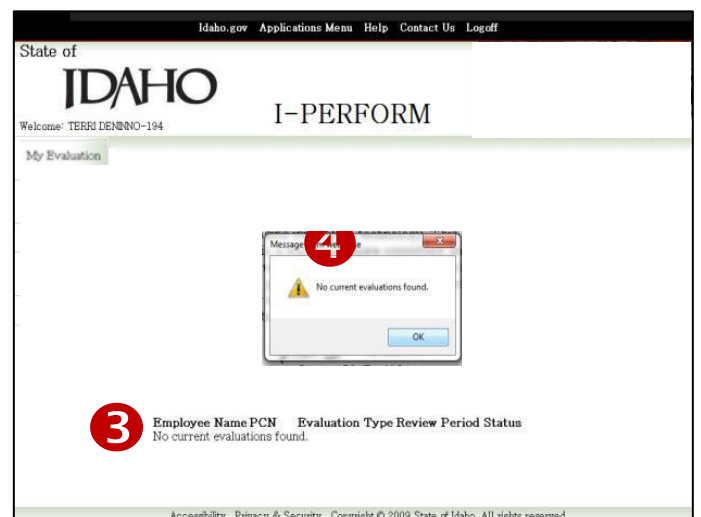 Idaho.gov Applications Menu Help Contact Us Logoff
State of
IDAHO
I-PERFORM
Welcome: TERRI DENINNO-194
My Evaluation
Message
4
No current evaluations found.
OK
3
Employee Name PCN Evaluation Type Review Period Status
No current evaluations found.
Accessibility Privacy & Security Copyright © 2009 State of Idaho. All rights reserved.